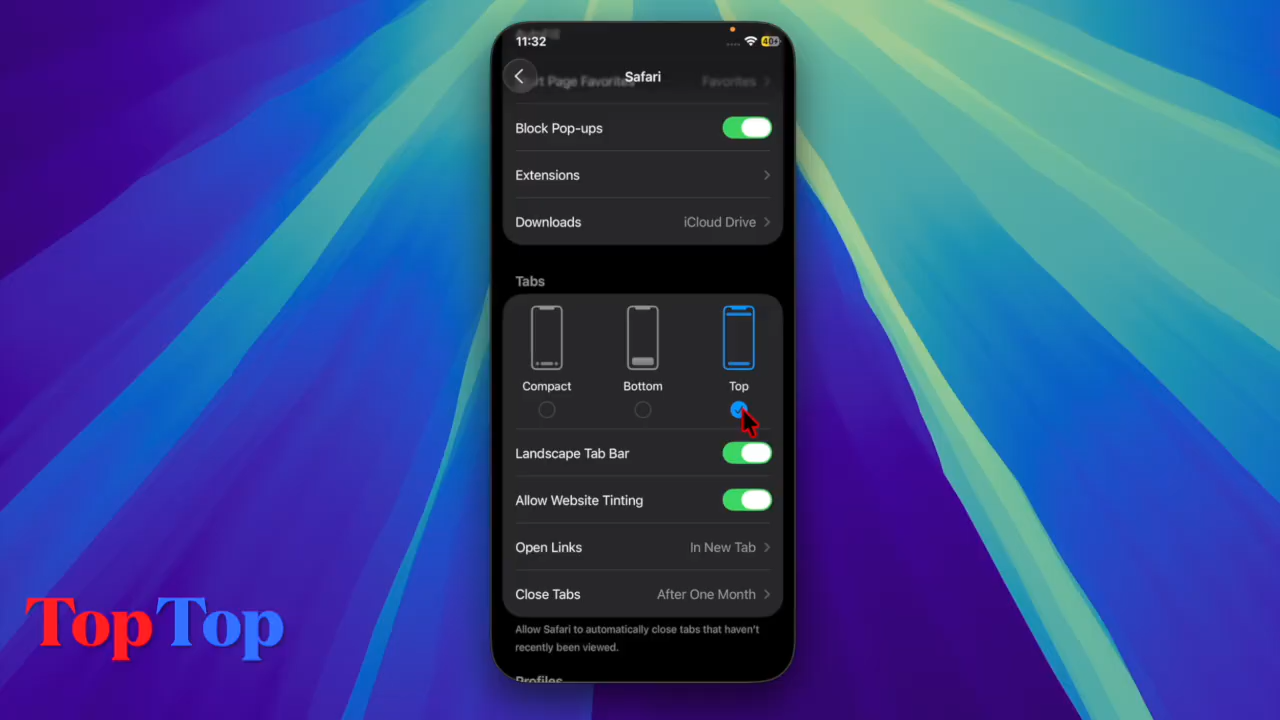 11:32
40
Safari
Page Favorites Favorites
Block Pop-ups
Extensions
Downloads iCloud Drive
Tabs
Compact Bottom Top
Landscape Tab Bar
Allow Website Tinting
Open Links In New Tab
Close Tabs After One Month
Allow Safari to automatically close tabs that haven't
recently been viewed.
Profiles
TopTop